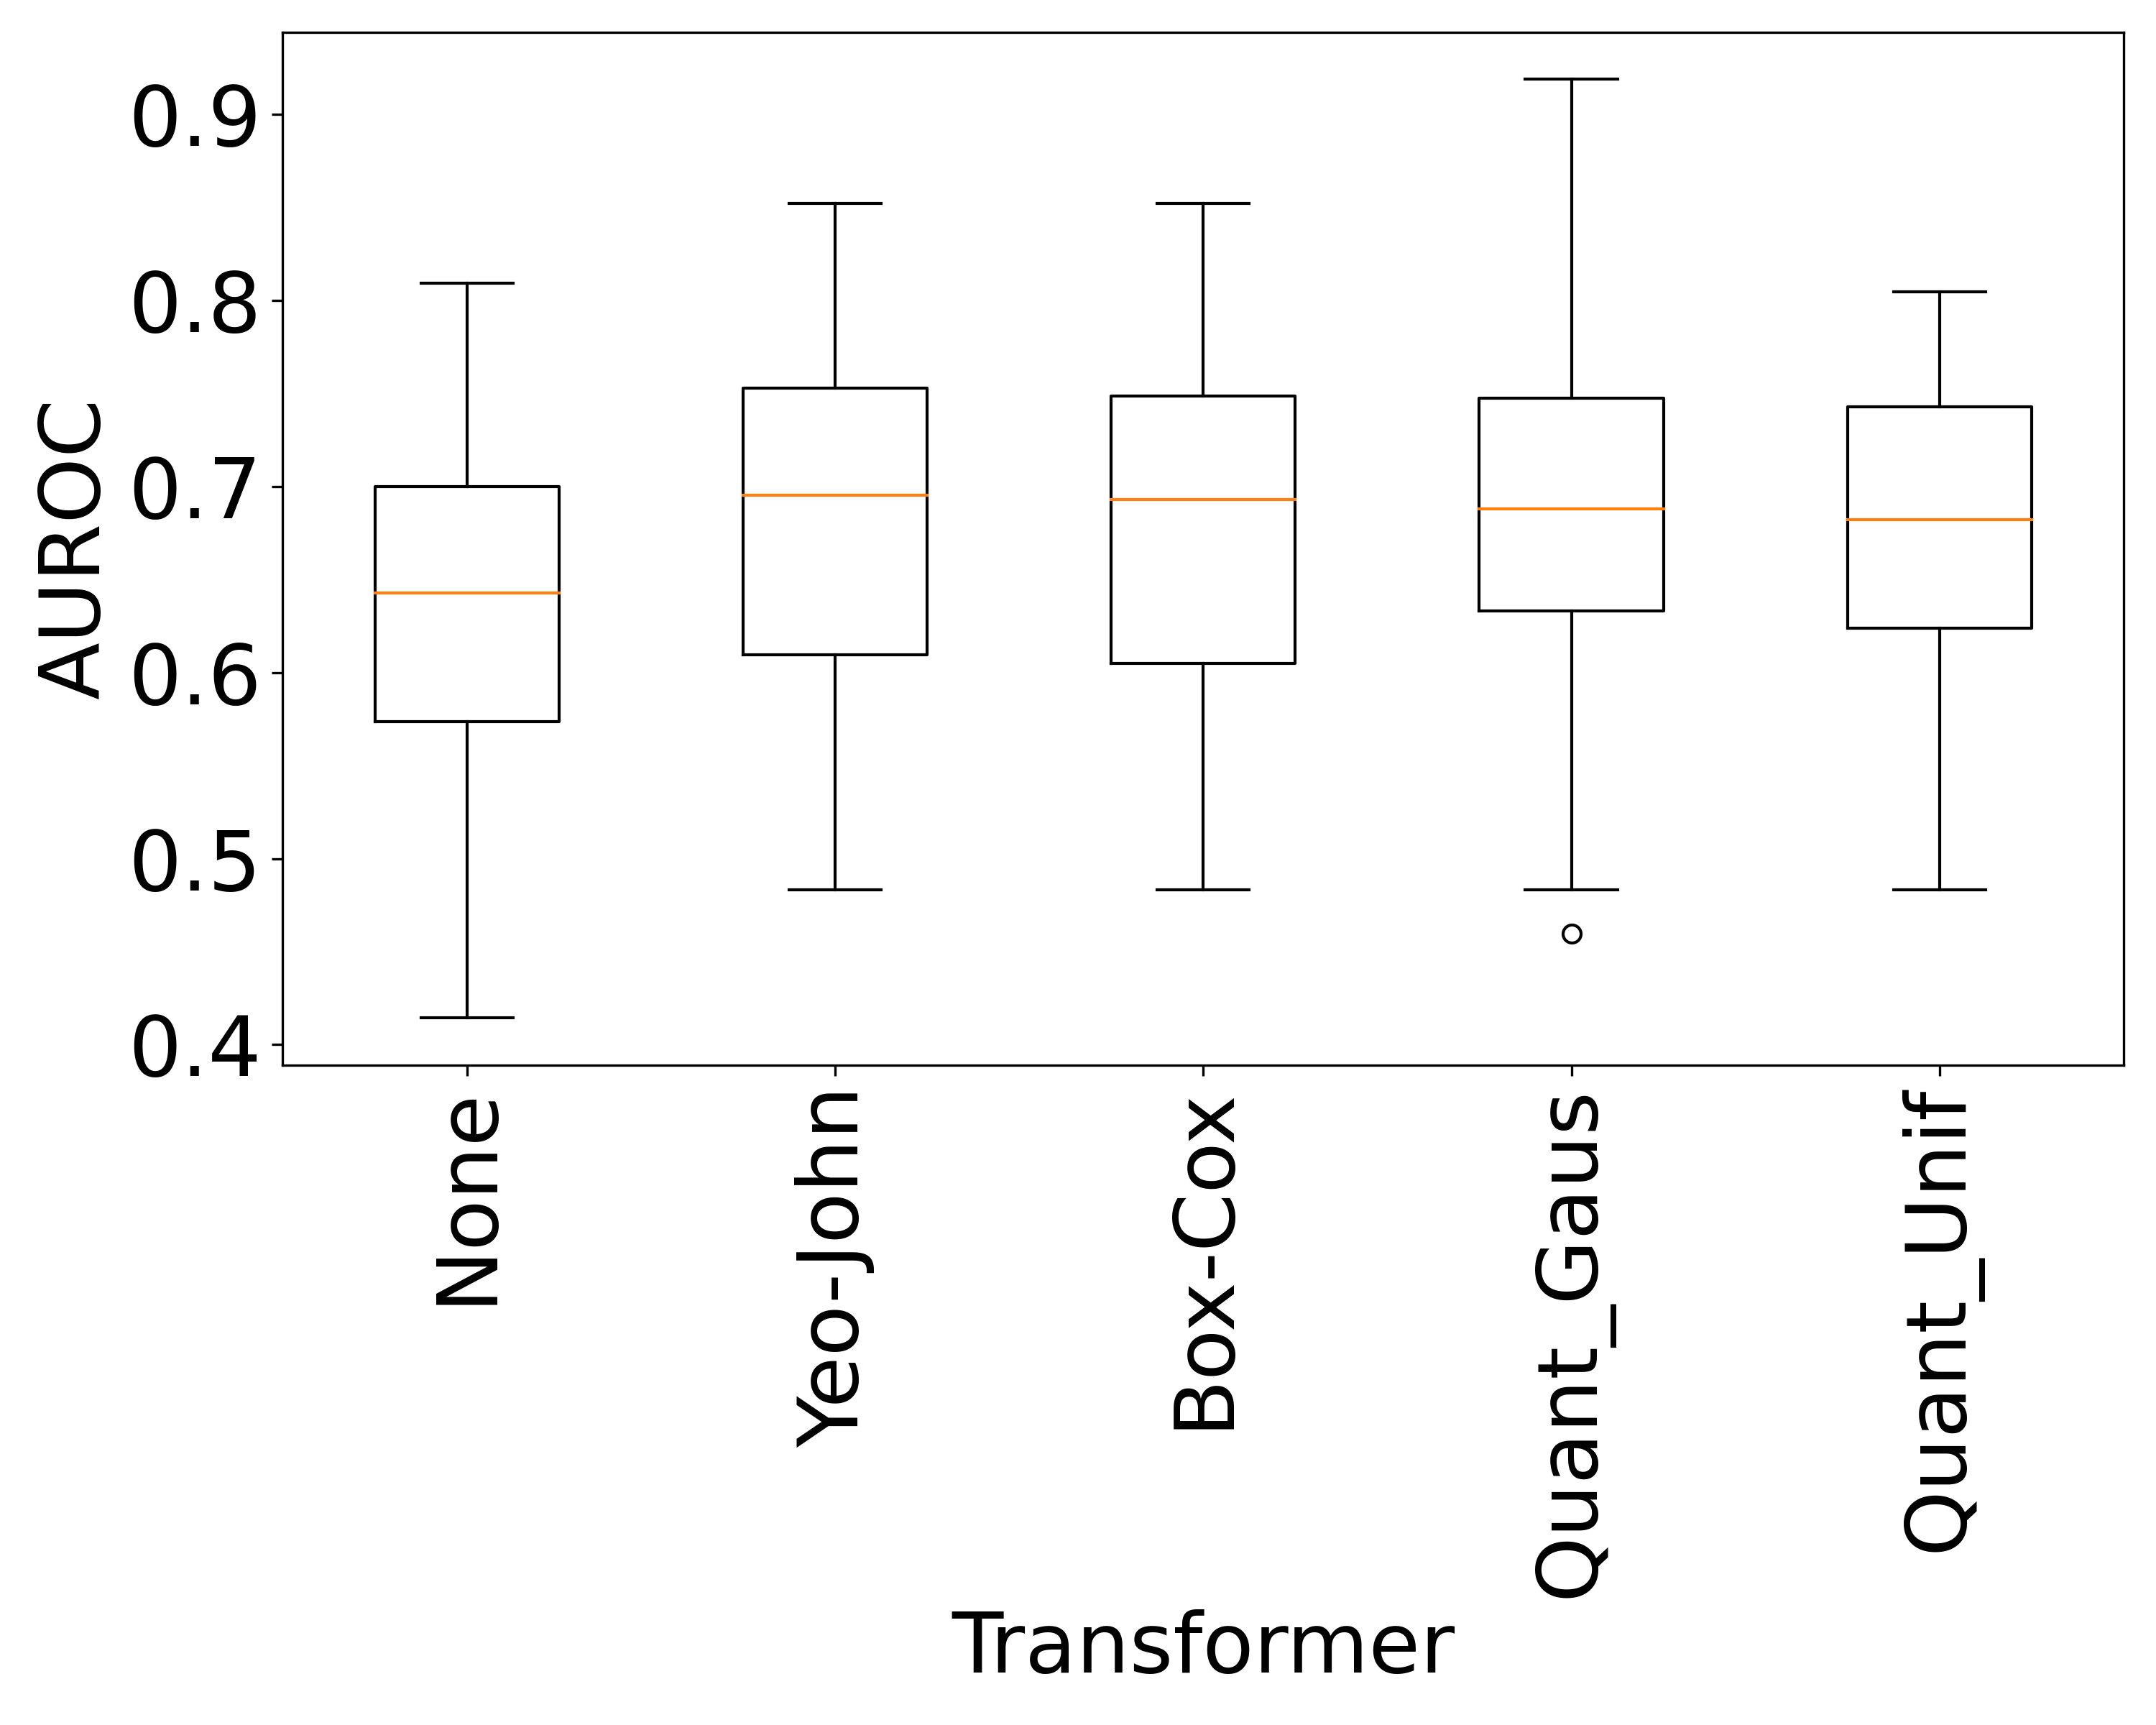 AUROC
0.9
0.8
0.7
0.6
0.5
0.4
None
Yeo-John
Box-Cox
Quant_Gaus
Quant_Unif
Transformer